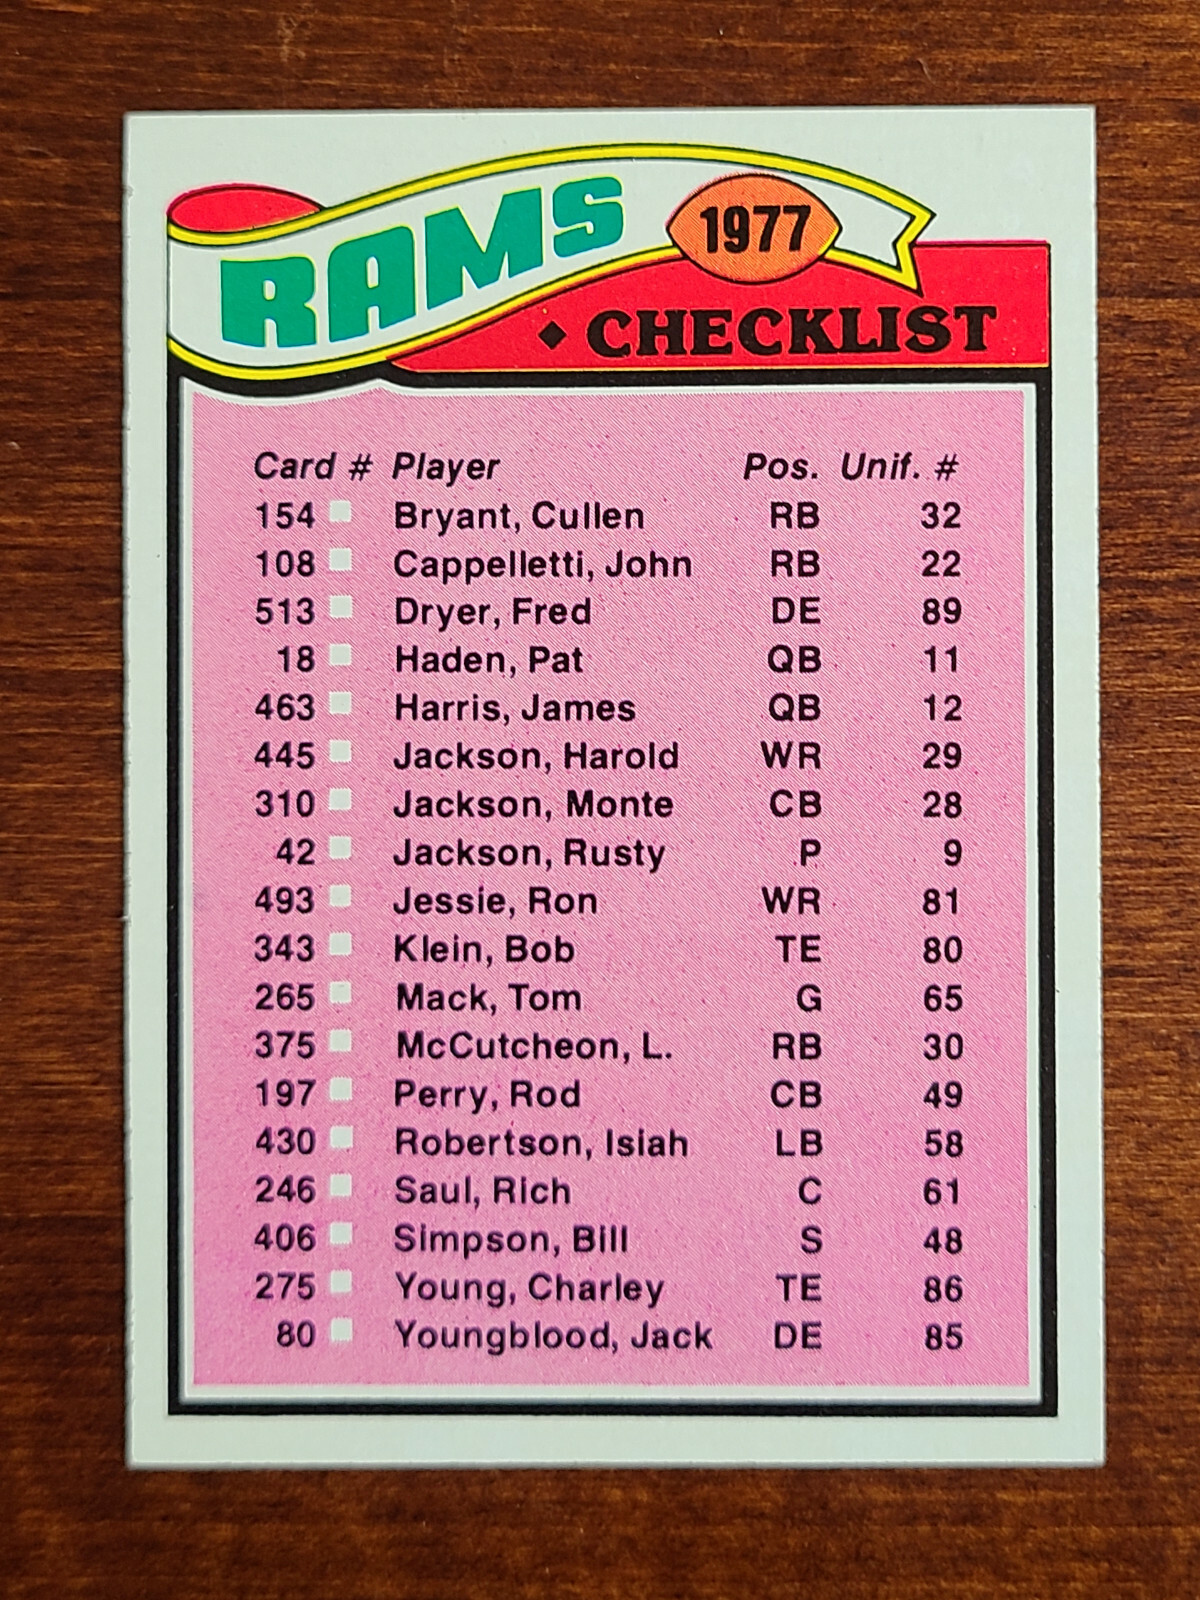 RAMS
1977
◆ CHECKLIST
Card # Player Pos. Unif. #
154 Bryant, Cullen RB 32
108 Cappelletti, John RB 22
513 Dryer, Fred DE 89
18 Haden, Pat QB 11
463 Harris, James QB 12
445 Jackson, Harold WR 29
310 Jackson, Monte CB 28
42 Jackson, Rusty P 9
493 Jessie, Ron WR 81
343 Klein, Bob TE 80
265 Mack, Tom G 65
375 McCutcheon, L. RB 30
197 Perry, Rod CB 49
430 Robertson, Isiah LB 58
246 Saul, Rich C 61
406 Simpson, Bill S 48
275 Young, Charley TE 86
80 Youngblood, Jack DE 85